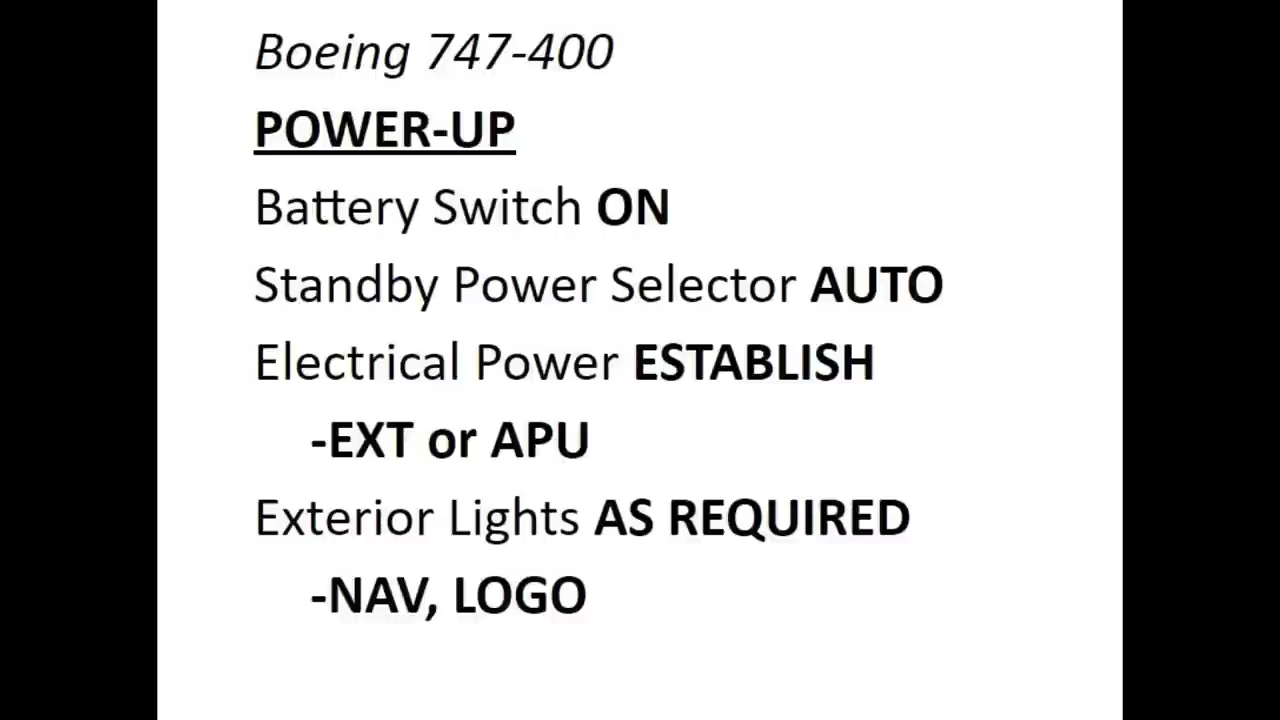 Boeing 747-400
POWER-UP
Battery Switch ON
Standby Power Selector AUTO
Electrical Power ESTABLISH
-EXT or APU
Exterior Lights AS REQUIRED
-NAV, LOGO